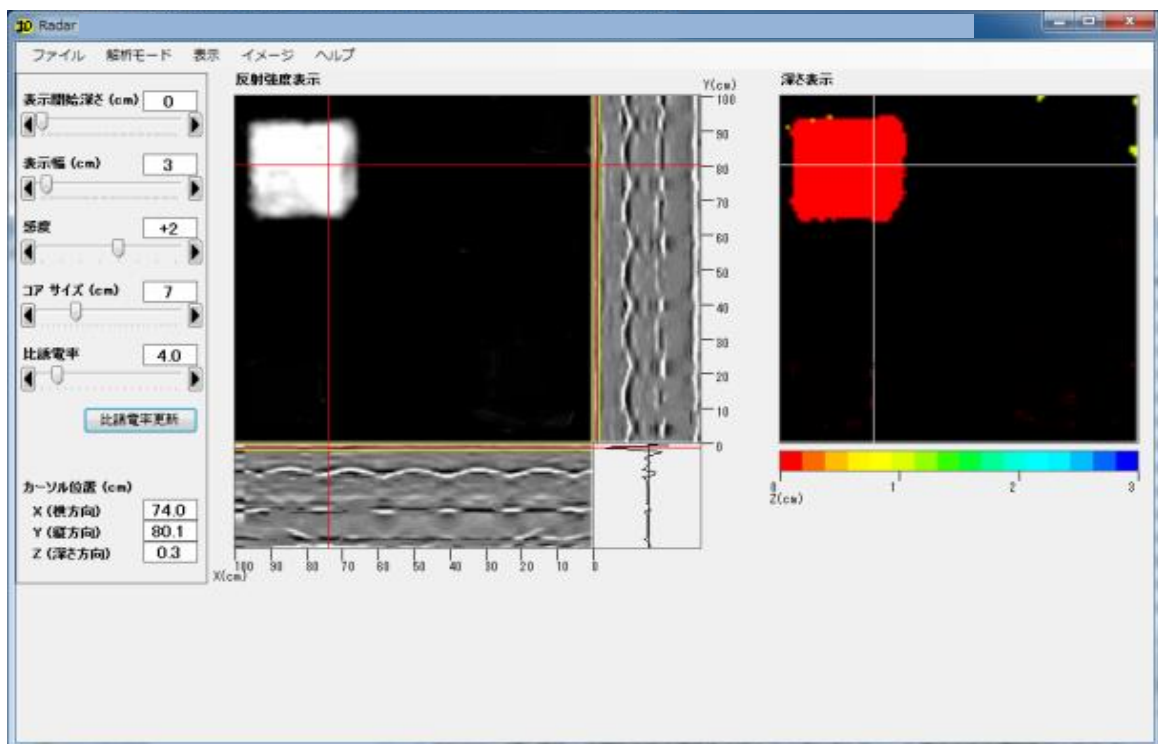 3D Radar
ファイル 解析モード 表示 イメージ ヘルプ
表示開始深さ (cm) 0
表示幅 (cm) 3
感度 +2
コア サイズ (cm) 7
比誘電率 4.0
比誘電率更新
カーソル位置 (cm)
X (横方向) 74.0
Y (縦方向) 80.1
Z (深さ方向) 0.3
反射強度表示
Y(cm)
100
90
80
70
60
50
40
30
20
10
0
100 90 80 70 60 50 40 30 20 10 0
X(cm)
深さ表示
0 1 2 3
Z(cm)